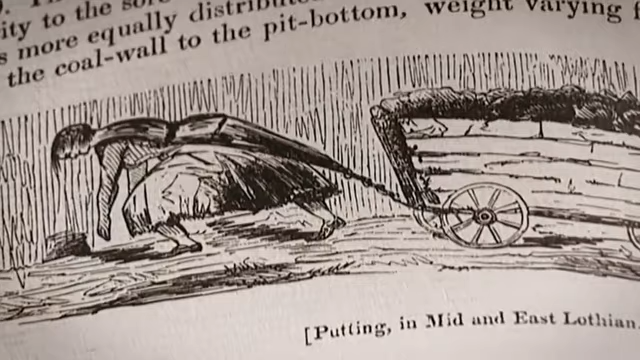 ity to the
s more equally distributed
the coal-wall to the pit-bottom, weight varying f
[Putting, in Mid and East Lothian.